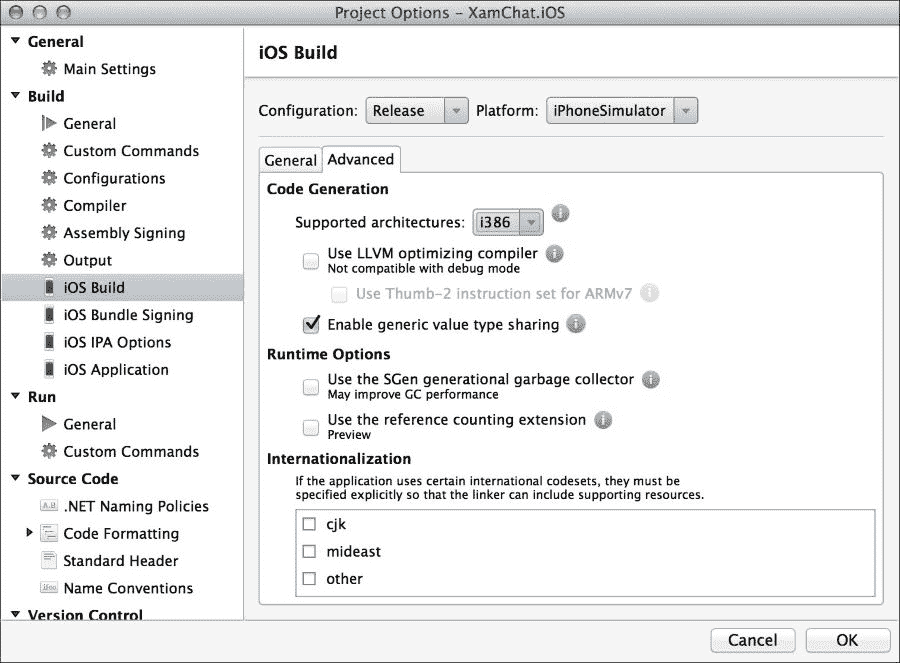 Project Options – XamChat.iOS
General
Main Settings
Build
General
Custom Commands
Configurations
Compiler
Assembly Signing
Output
iOS Build
iOS Bundle Signing
iOS IPA Options
iOS Application
Run
General
Custom Commands
Source Code
A.B .NET Naming Policies
Code Formatting
Standard Header
Name Conventions
Version Control
iOS Build
Configuration: Release Platform: iPhoneSimulator
General Advanced
Code Generation
Supported architectures: i386
Use LLVM optimizing compiler
Not compatible with debug mode
Use Thumb-2 instruction set for ARMv7
Enable generic value type sharing
Runtime Options
Use the SGen generational garbage collector
May improve GC performance
Use the reference counting extension
Preview
Internationalization
If the application uses certain international codesets, they must be
specified explicitly so that the linker can include supporting resources.
cjk
mideast
other
Cancel OK